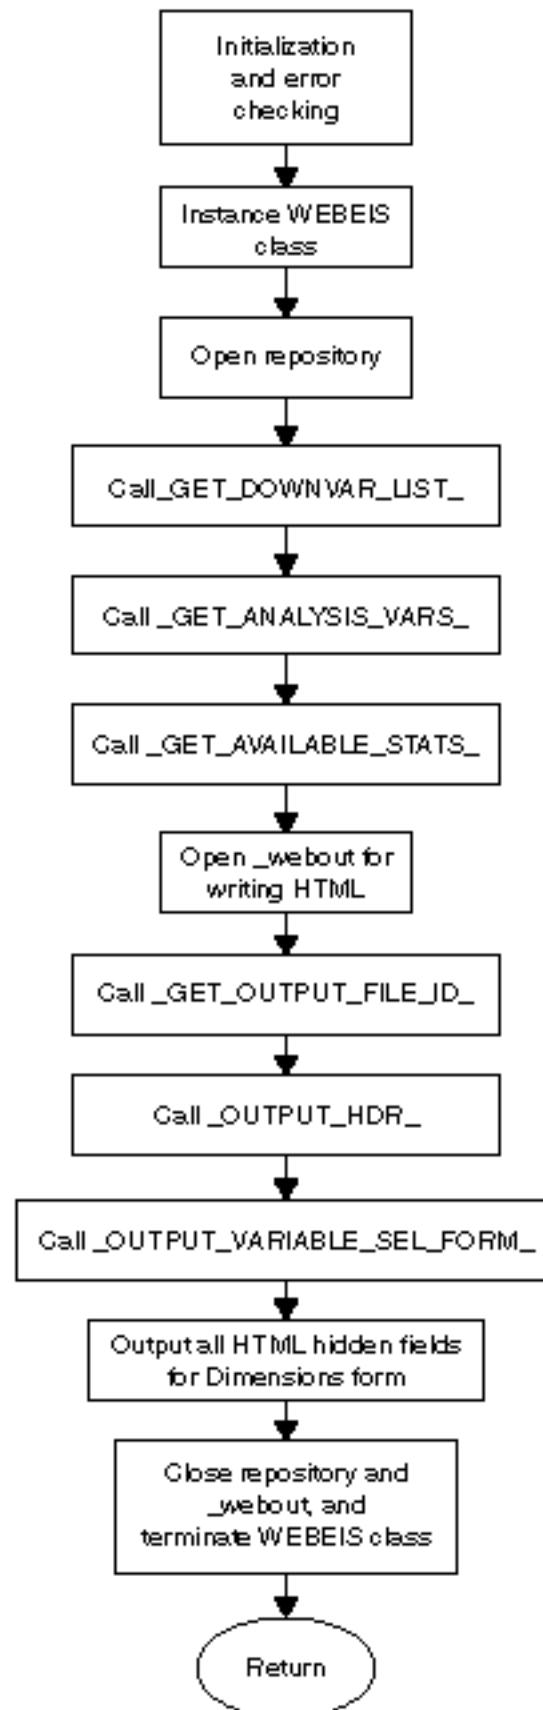 Initialization
and error
checking
Instance WEBEIS
class
Open repository
Call_GET_DOWNVAR_LIST_
Call _GET_ANALYSIS_VARS_
Call _GET_AVAILABLE_STATS_
Open _webout for
writing HTML
Call _GET_OUTPUT_FILE_ID_
Call _OUTPUT_HDR_
Call _OUTPUT_VARIABLE_SEL_FORM_
Output all HTML hidden fields
for Dimensions form
Close repository and
_webout, and
terminate WEBEIS class
Return